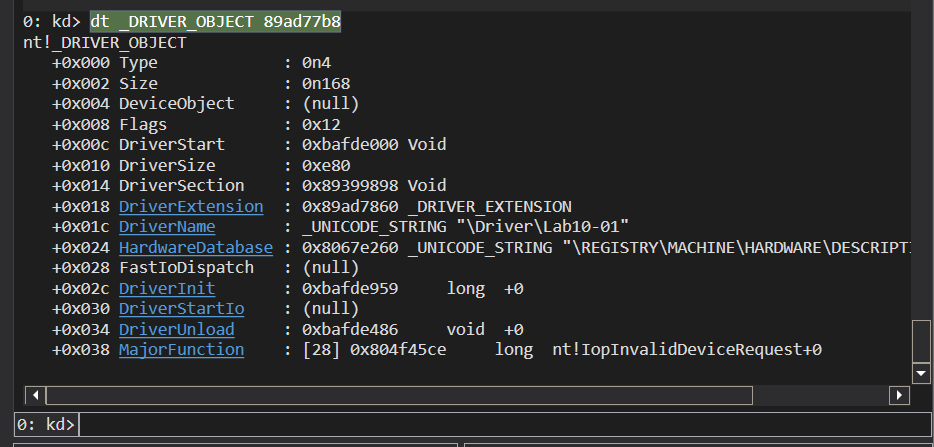 0: kd> dt _DRIVER_OBJECT 89ad77b8
nt!_DRIVER_OBJECT
   +0x000 Type             : 0n4
   +0x002 Size             : 0n168
   +0x004 DeviceObject     : (null)
   +0x008 Flags            : 0x12
   +0x00c DriverStart      : 0xbafde000 Void
   +0x010 DriverSize       : 0xe80
   +0x014 DriverSection    : 0x89399898 Void
   +0x018 DriverExtension  : 0x89ad7860 _DRIVER_EXTENSION
   +0x01c DriverName       : _UNICODE_STRING "\Driver\Lab10-01"
   +0x024 HardwareDatabase : 0x8067e260 _UNICODE_STRING "\REGISTRY\MACHINE\HARDWARE\DESCRIPTI
   +0x028 FastIoDispatch   : (null)
   +0x02c DriverInit       : 0xbafde959     long  +0
   +0x030 DriverStartIo    : (null)
   +0x034 DriverUnload     : 0xbafde486     void  +0
   +0x038 MajorFunction    : [28] 0x804f45ce     long  nt!IopInvalidDeviceRequest+0
0: kd>